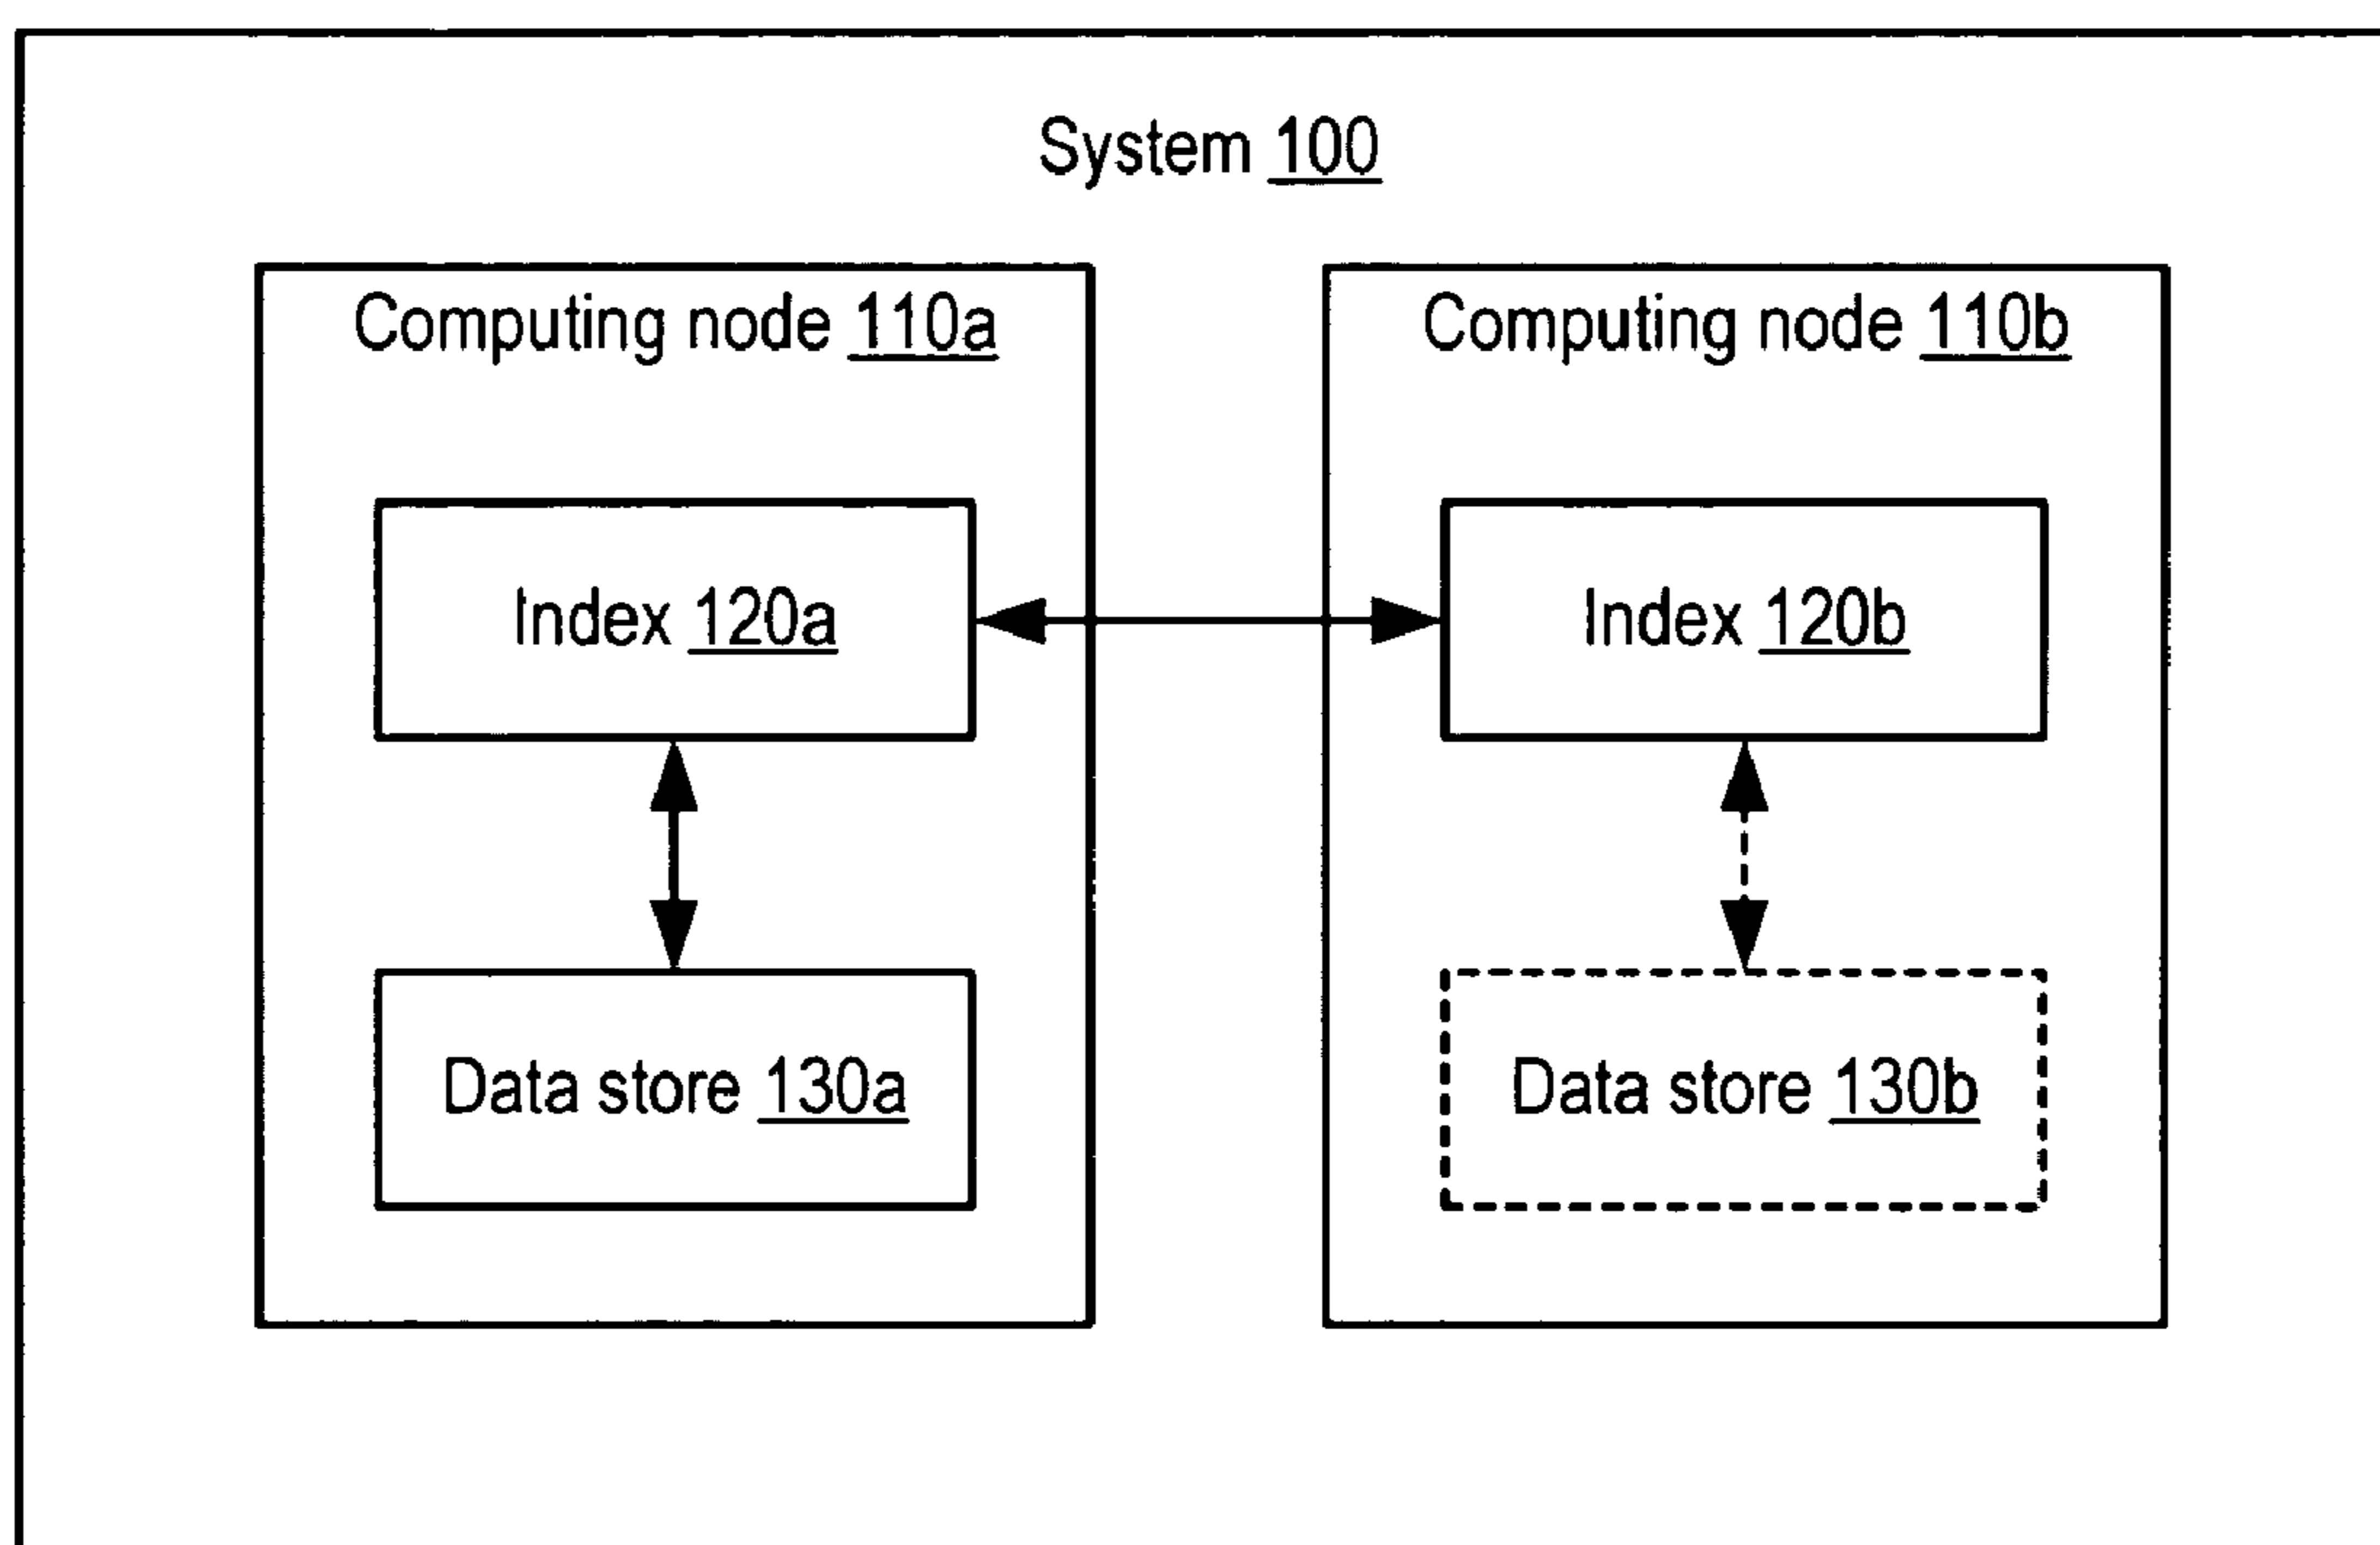 System 100
Computing node 110a
Computing node 110b
Index 120a
Index 120b
Data store 130a
Data store 130b